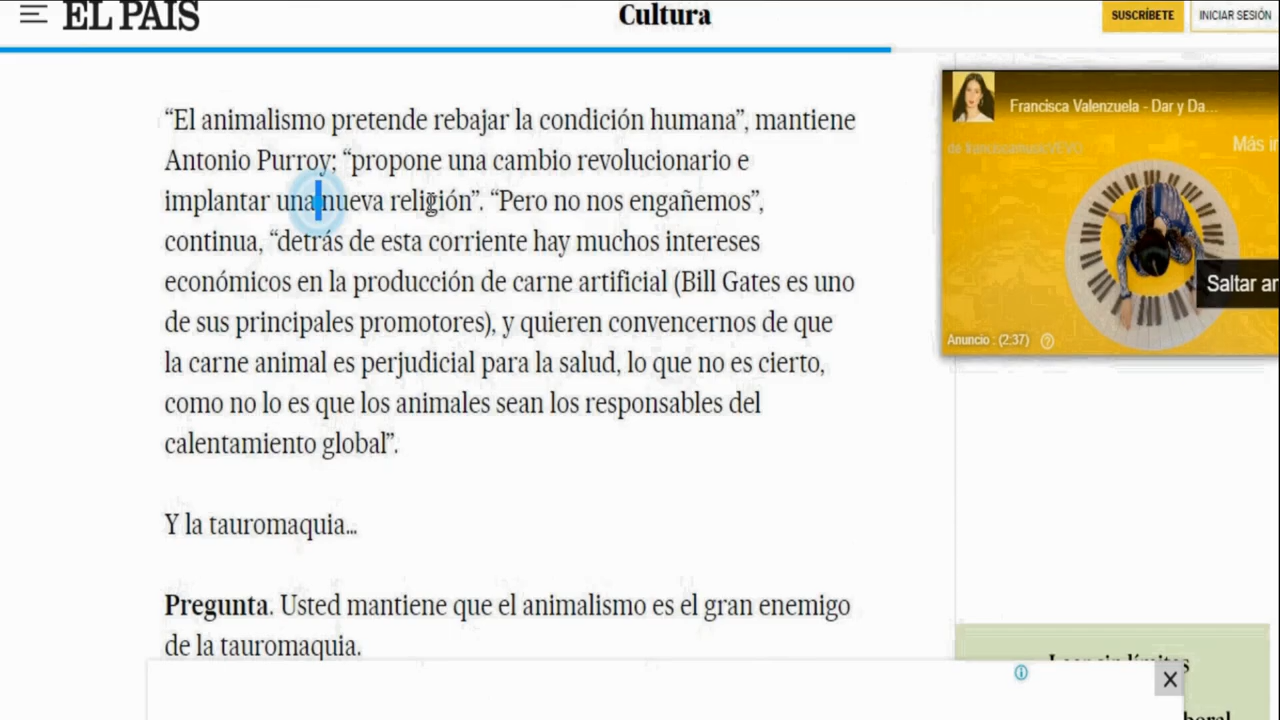 EL PAÍS
Cultura
SUSCRÍBETE
INICIAR SESIÓN
“El animalismo pretende rebajar la condición humana”, mantiene
Antonio Purroy; “propone una cambio revolucionario e
implantar una nueva religión”. “Pero no nos engañemos”,
continua, “detrás de esta corriente hay muchos intereses
económicos en la producción de carne artificial (Bill Gates es uno
de sus principales promotores), y quieren convencernos de que
la carne animal es perjudicial para la salud, lo que no es cierto,
como no lo es que los animales sean los responsables del
calentamiento global”.
Y la tauromaquia...
Pregunta. Usted mantiene que el animalismo es el gran enemigo
de la tauromaquia.
Francisca Valenzuela - Dar y Da...
de franciscamusicVEVO
Más in
Saltar an
Anuncio : (2:37)